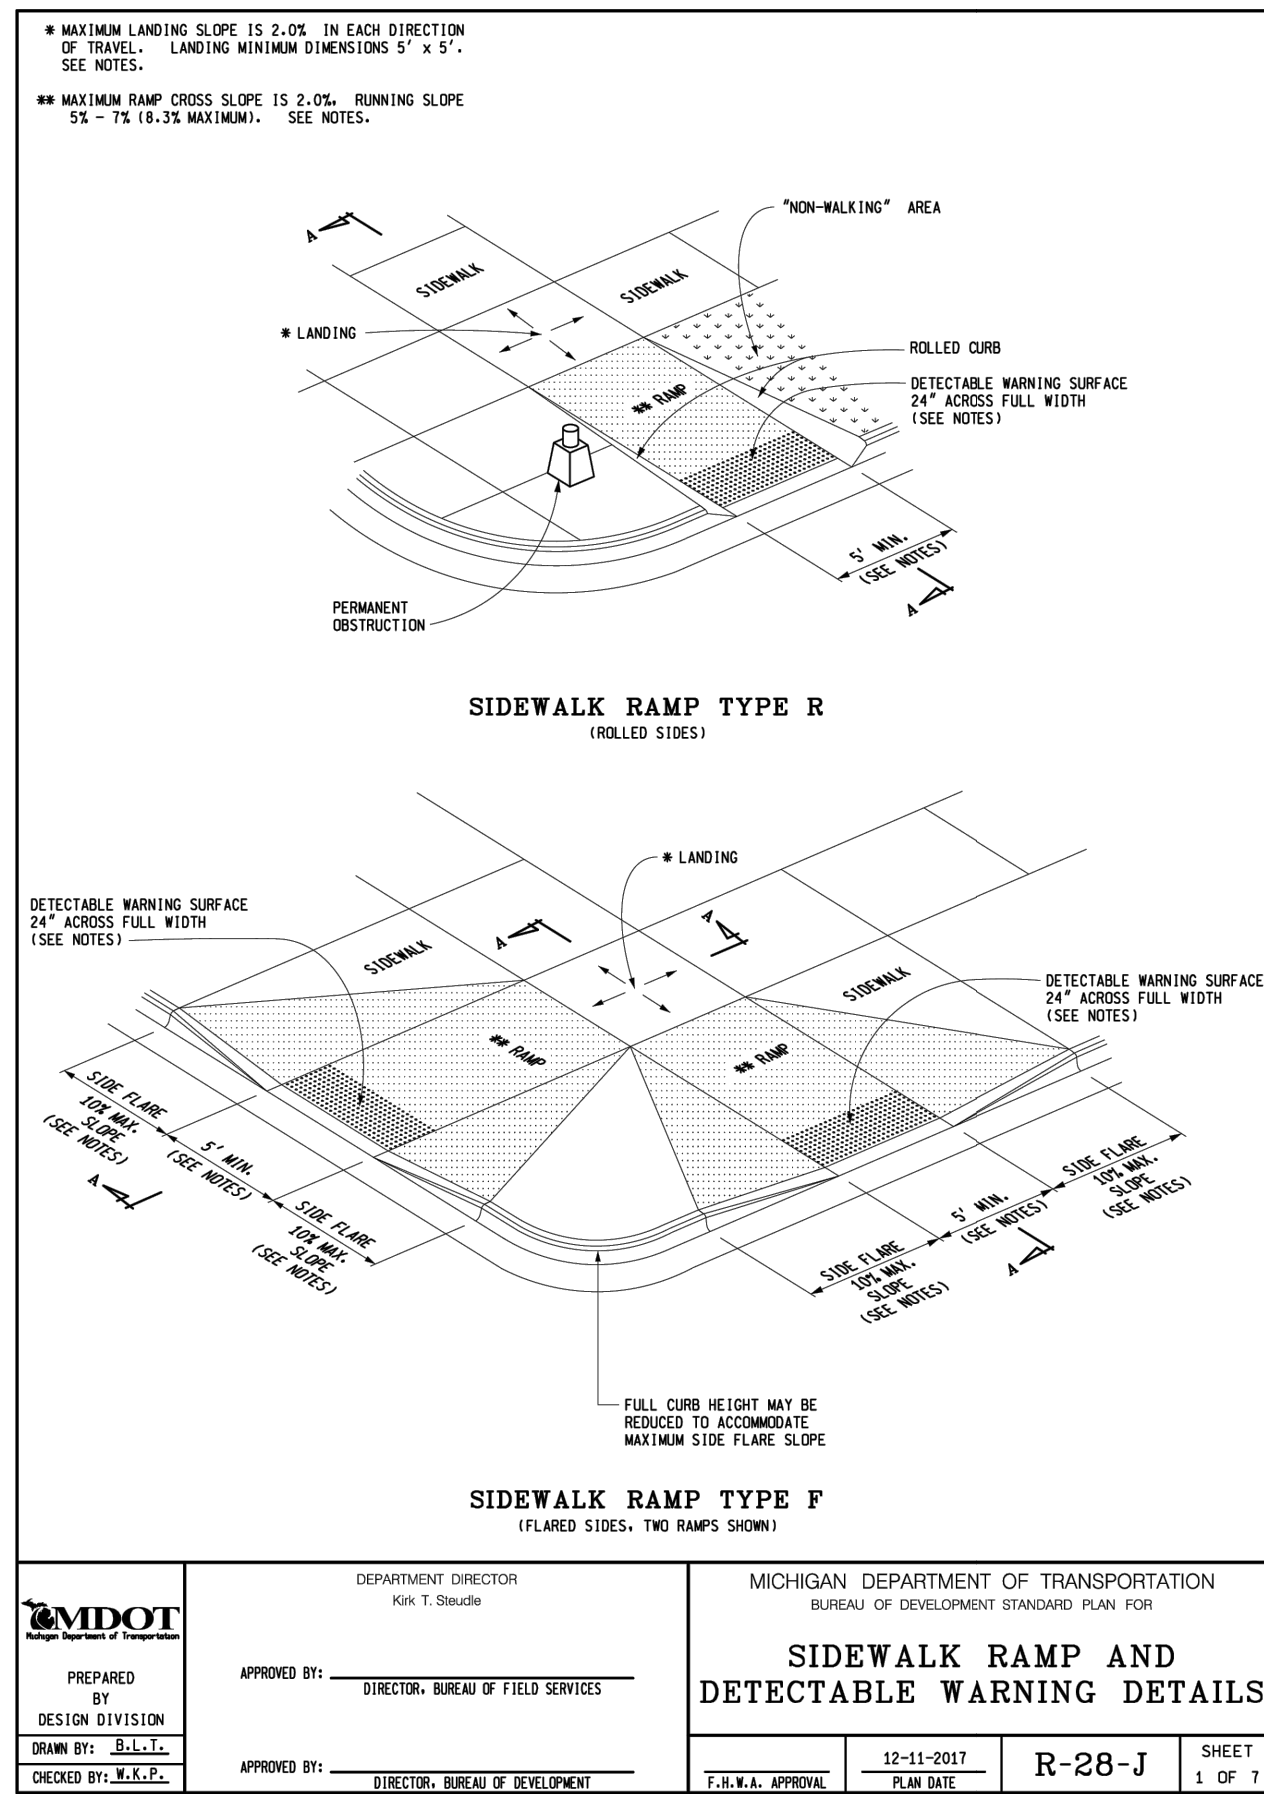 * MAXIMUM LANDING SLOPE IS 2.0% IN EACH DIRECTION
OF TRAVEL. LANDING MINIMUM DIMENSIONS 5' x 5'.
SEE NOTES.
** MAXIMUM RAMP CROSS SLOPE IS 2.0%, RUNNING SLOPE
5% - 7% (8.3% MAXIMUM). SEE NOTES.
"NON-WALKING" AREA
A
SIDEWALK
SIDEWALK
* LANDING
ROLLED CURB
** RAMP
DETECTABLE WARNING SURFACE
24" ACROSS FULL WIDTH
(SEE NOTES)
5' MIN.
(SEE NOTES)
A
PERMANENT
OBSTRUCTION
SIDEWALK RAMP TYPE R
(ROLLED SIDES)
* LANDING
DETECTABLE WARNING SURFACE
24" ACROSS FULL WIDTH
(SEE NOTES)
SIDEWALK
A
A
SIDEWALK
DETECTABLE WARNING SURFACE
24" ACROSS FULL WIDTH
(SEE NOTES)
** RAMP
** RAMP
SIDE FLARE
10% MAX.
SLOPE
(SEE NOTES)
5' MIN.
(SEE NOTES)
A
SIDE FLARE
10% MAX.
SLOPE
(SEE NOTES)
SIDE FLARE
10% MAX.
SLOPE
(SEE NOTES)
5' MIN.
(SEE NOTES)
A
SIDE FLARE
10% MAX.
SLOPE
(SEE NOTES)
FULL CURB HEIGHT MAY BE
REDUCED TO ACCOMMODATE
MAXIMUM SIDE FLARE SLOPE
SIDEWALK RAMP TYPE F
(FLARED SIDES, TWO RAMPS SHOWN)
MDOT
Michigan Department of Transportation
PREPARED
BY
DESIGN DIVISION
DRAWN BY: B.L.T.
CHECKED BY: W.K.P.
DEPARTMENT DIRECTOR
Kirk T. Steudle
APPROVED BY:
DIRECTOR, BUREAU OF FIELD SERVICES
APPROVED BY:
DIRECTOR, BUREAU OF DEVELOPMENT
MICHIGAN DEPARTMENT OF TRANSPORTATION
BUREAU OF DEVELOPMENT STANDARD PLAN FOR
SIDEWALK RAMP AND
DETECTABLE WARNING DETAILS
F.H.W.A. APPROVAL
12-11-2017
PLAN DATE
R-28-J
SHEET
1 OF 7